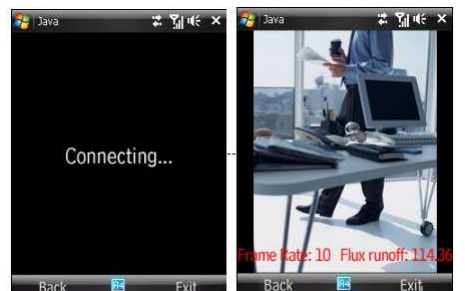 Java
Connecting...
Back Exit
Java
Frame Rate: 10 Flux runoff: 114.36
Back Exit